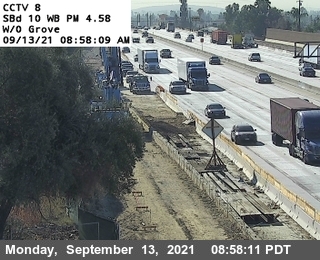 CCTV 8
SBd 10 WB PM 4.58
W/O Grove
09/13/21 08:58:09 AM
Monday, September 13, 2021 08:58:11 PDT